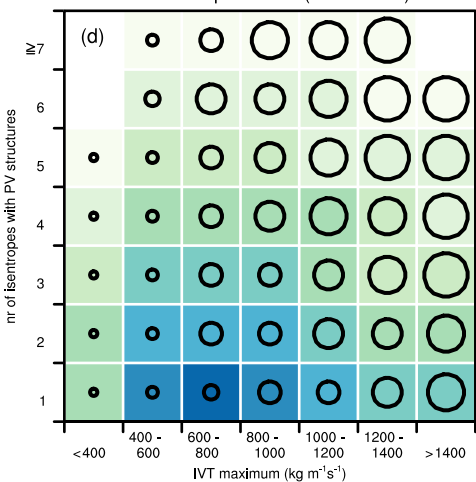 (d)
≥7
6
5
4
3
2
1
nr of isentropes with PV structures
<400
400 - 600
600 - 800
800 - 1000
1000 - 1200
1200 - 1400
>1400
IVT maximum (kg m⁻¹s⁻¹)